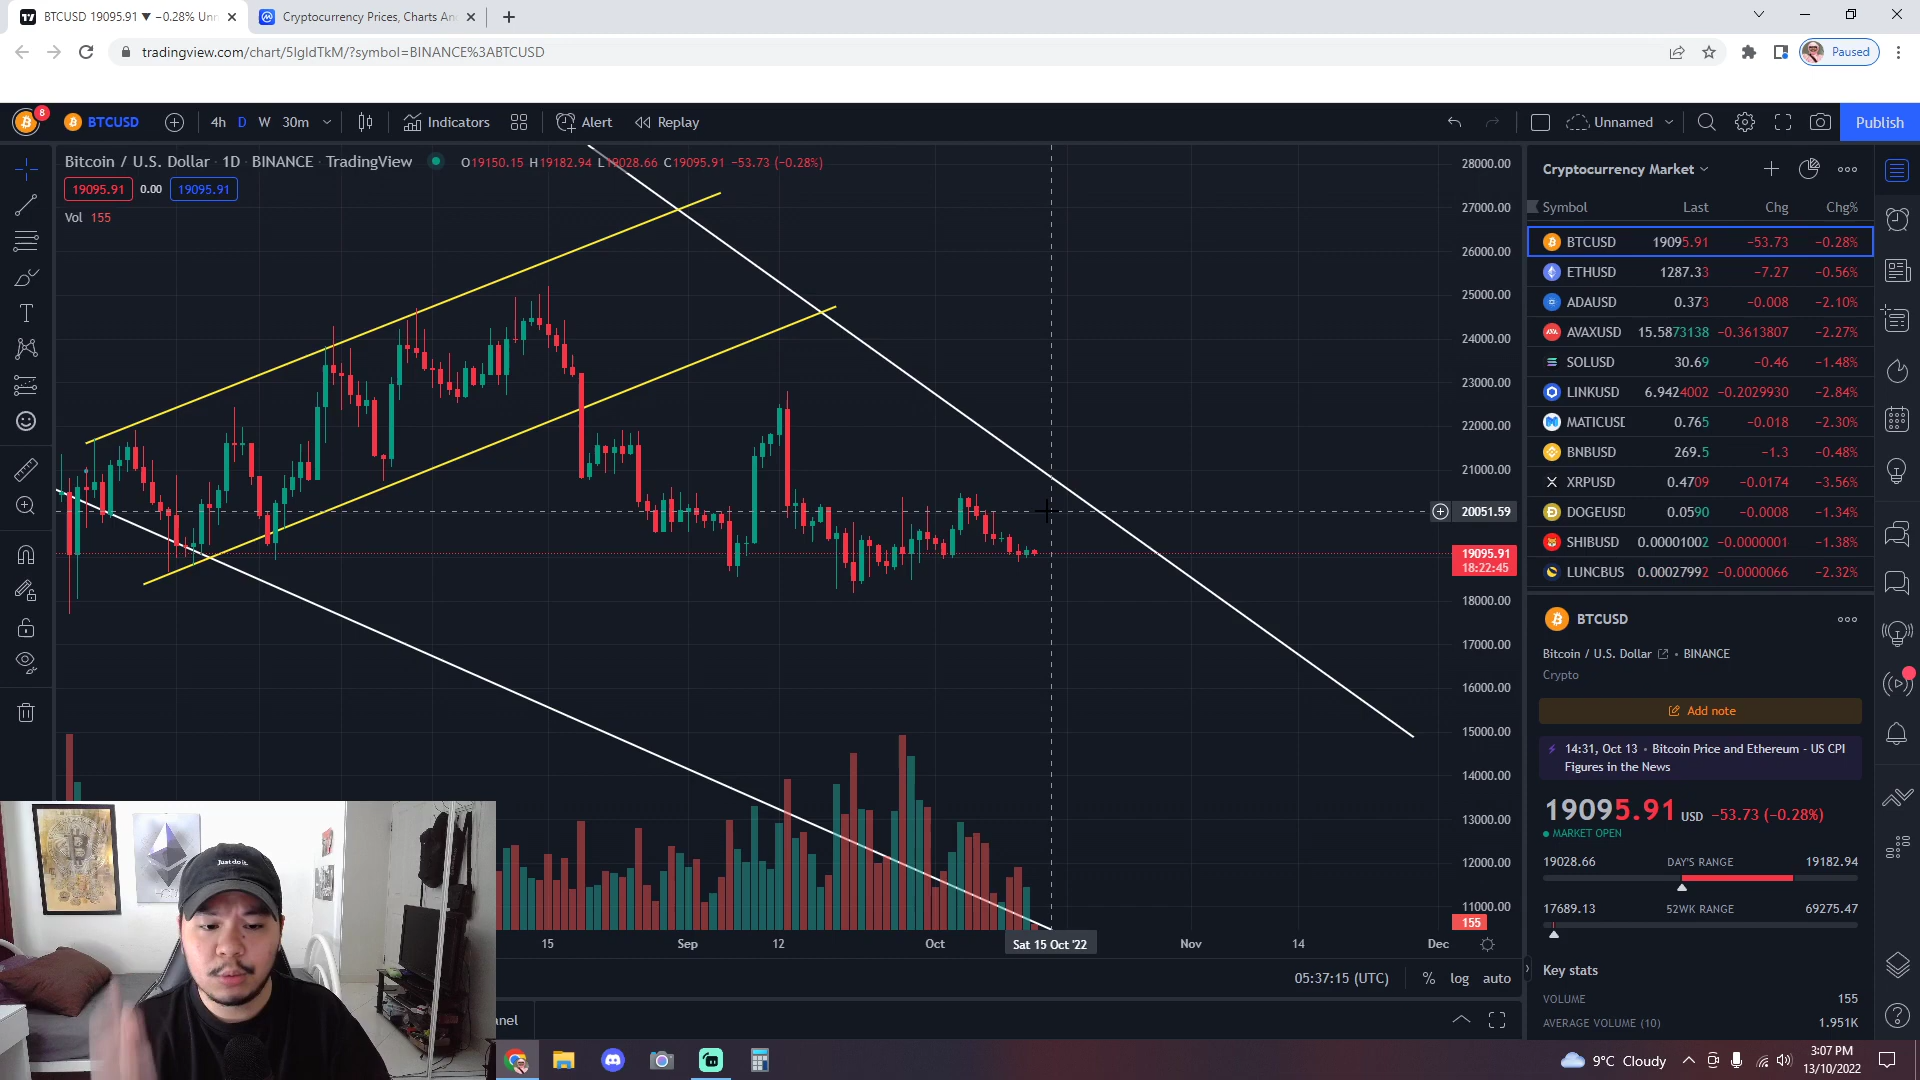 BTCUSD 19095.91 ▼ −0.28% Unn
Cryptocurrency Prices, Charts An
tradingview.com/chart/5IgIdTkM/?symbol=BINANCE%3ABTCUSD
Paused
8
BTCUSD
4h D W 30m
Indicators
Alert
Replay
Unnamed
Publish
Bitcoin / U.S. Dollar · 1D · BINANCE · TradingView
O19150.15 H19182.94 L19028.66 C19095.91 −53.73 (−0.28%)
19095.91 0.00 19095.91
Vol 155
28000.00
27000.00
26000.00
25000.00
24000.00
23000.00
22000.00
21000.00
20051.59
19095.91
18:22:45
18000.00
17000.00
16000.00
15000.00
14000.00
13000.00
12000.00
11000.00
155
15 Sep 12 Oct Sat 15 Oct '22 Nov 14 Dec
05:37:15 (UTC) % log auto
anel
Cryptocurrency Market
Symbol Last Chg Chg%
BTCUSD 19095.91 −53.73 −0.28%
ETHUSD 1287.33 −7.27 −0.56%
ADAUSD 0.373 −0.008 −2.10%
AVAXUSD 15.5873138 −0.3613807 −2.27%
SOLUSD 30.69 −0.46 −1.48%
LINKUSD 6.9424002 −0.2029930 −2.84%
MATICUSD 0.765 −0.018 −2.30%
BNBUSD 269.5 −1.3 −0.48%
XRPUSD 0.4709 −0.0174 −3.56%
DOGEUSD 0.0590 −0.0008 −1.34%
SHIBUSD 0.00001002 −0.0000001 −1.38%
LUNCBUS 0.00027992 −0.0000066 −2.32%
BTCUSD
Bitcoin / U.S. Dollar • BINANCE
Crypto
Add note
14:31, Oct 13 • Bitcoin Price and Ethereum - US CPI
Figures in the News
19095.91 USD −53.73 (−0.28%)
MARKET OPEN
19028.66 DAY'S RANGE 19182.94
17689.13 52WK RANGE 69275.47
Key stats
VOLUME 155
AVERAGE VOLUME (10) 1.951K
Just do it.
9°C Cloudy
3:07 PM
13/10/2022